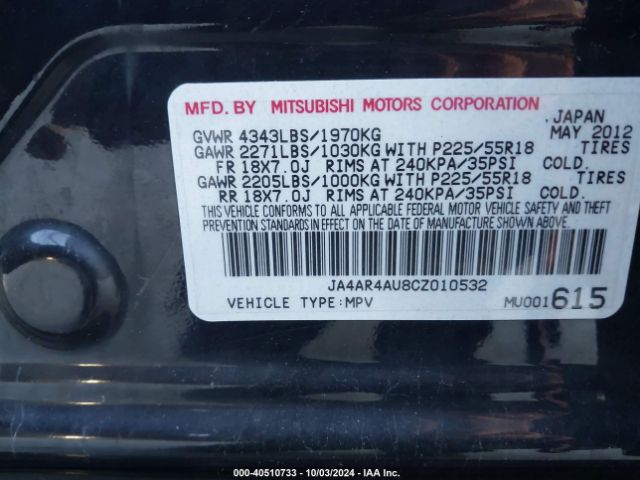 MFD. BY MITSUBISHI MOTORS CORPORATION
JAPAN
GVWR 4343LBS/1970KG MAY 2012
GAWR 2271LBS/1030KG WITH P225/55R18 TIRES
FR 18X7.0J RIMS AT 240KPA/35PSI COLD.
GAWR 2205LBS/1000KG WITH P225/55R18 TIRES
RR 18X7.0J RIMS AT 240KPA/35PSI COLD.
THIS VEHICLE CONFORMS TO ALL APPLICABLE FEDERAL MOTOR VEHICLE SAFETY AND THEFT
PREVENTION STANDARDS IN EFFECT ON THE DATE OF MANUFACTURE SHOWN ABOVE.
JA4AR4AU8CZ010532
VEHICLE TYPE:MPV MU001615
000-40510733 - 10/03/2024 - IAA Inc.